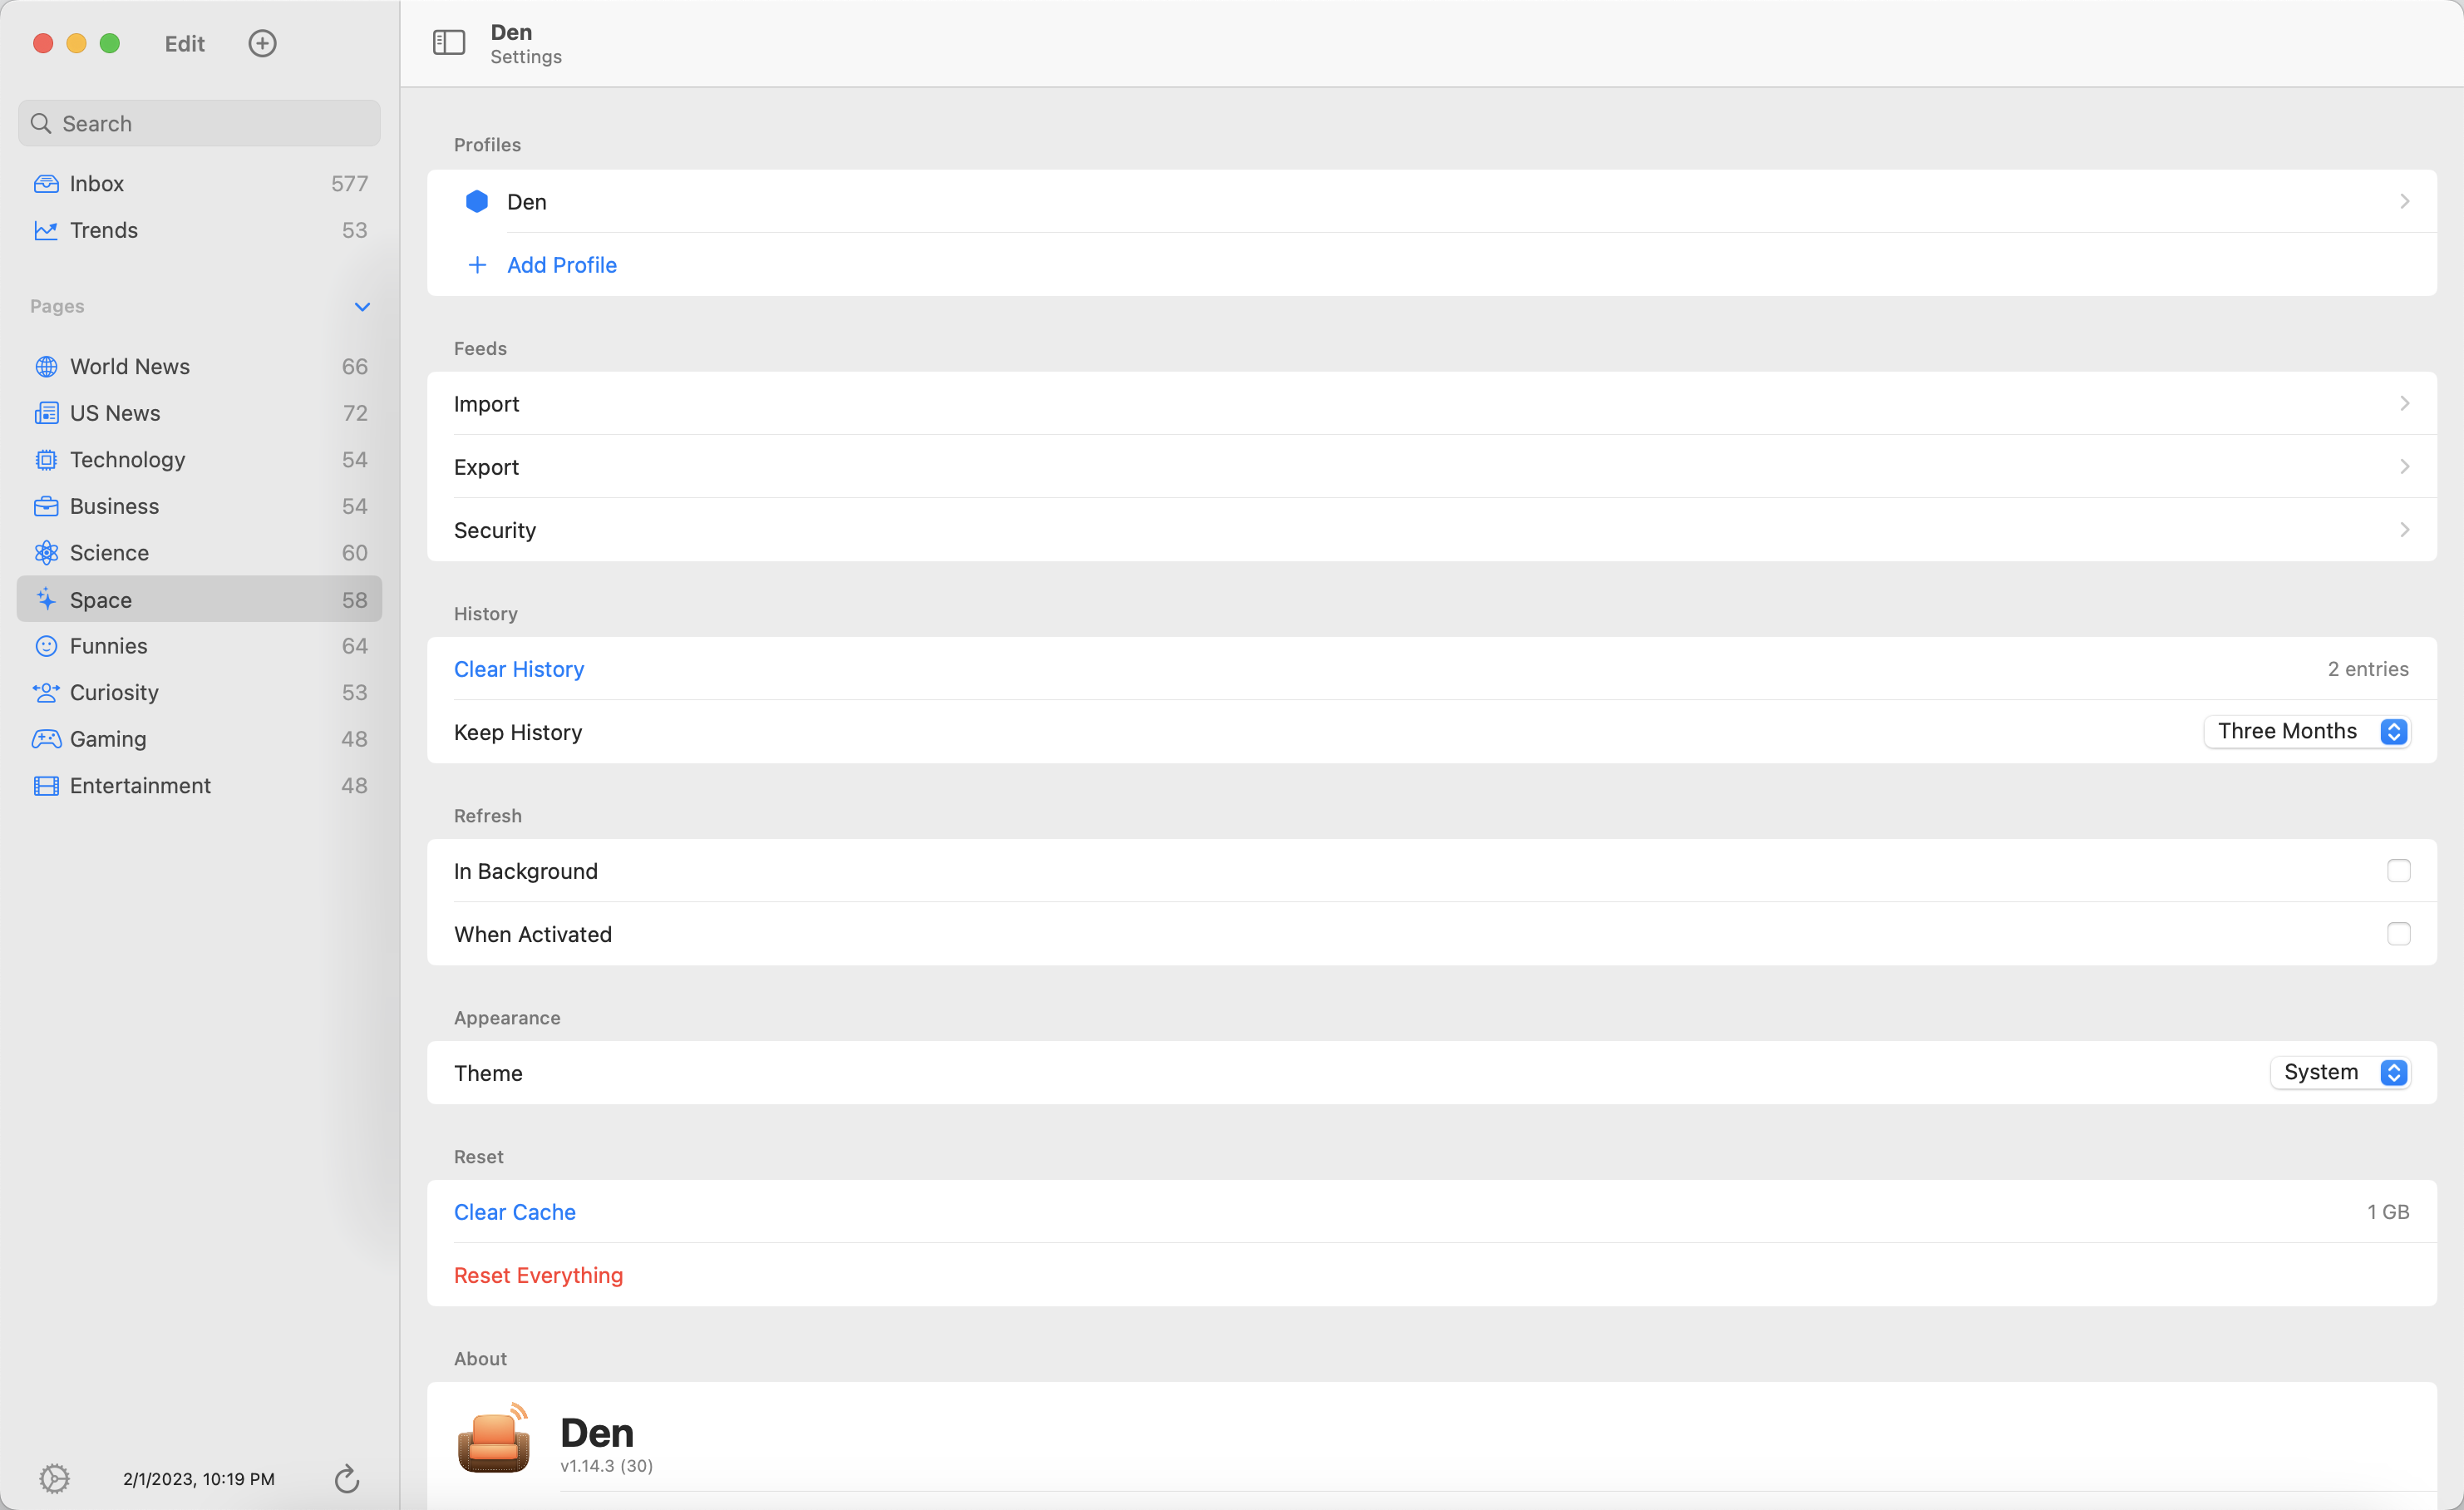 Edit
Search
Inbox 577
Trends 53
Pages
World News 66
US News 72
Technology 54
Business 54
Science 60
Space 58
Funnies 64
Curiosity 53
Gaming 48
Entertainment 48
2/1/2023, 10:19 PM
Den
Settings
Profiles
Den
Add Profile
Feeds
Import
Export
Security
History
Clear History 2 entries
Keep History Three Months
Refresh
In Background
When Activated
Appearance
Theme System
Reset
Clear Cache 1 GB
Reset Everything
About
Den
v1.14.3 (30)